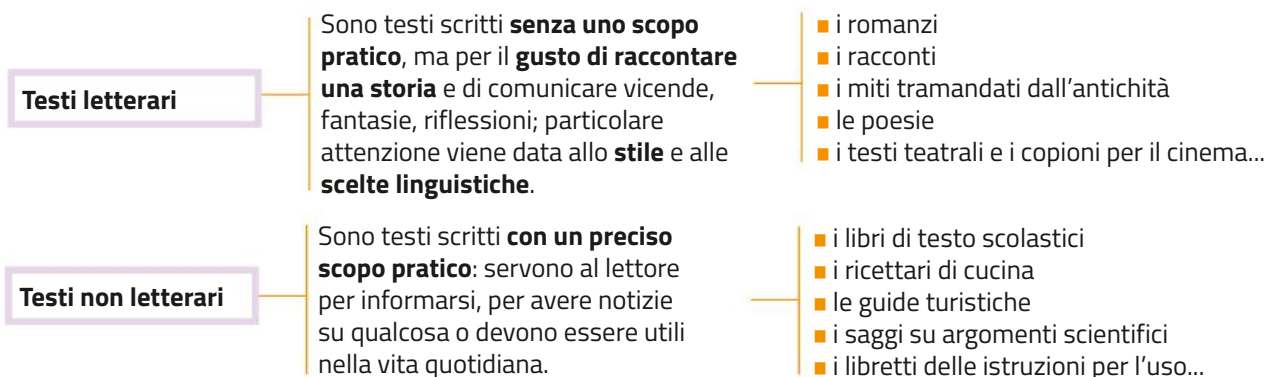 Testi letterari
Sono testi scritti senza uno scopo
pratico, ma per il gusto di raccontare
una storia e di comunicare vicende,
fantasie, riflessioni; particolare
attenzione viene data allo stile e alle
scelte linguistiche.
■ i romanzi
■ i racconti
■ i miti tramandati dall'antichità
■ le poesie
■ i testi teatrali e i copioni per il cinema...
Testi non letterari
Sono testi scritti con un preciso
scopo pratico: servono al lettore
per informarsi, per avere notizie
su qualcosa o devono essere utili
nella vita quotidiana.
■ i libri di testo scolastici
■ i ricettari di cucina
■ le guide turistiche
■ i saggi su argomenti scientifici
■ i libretti delle istruzioni per l'uso...